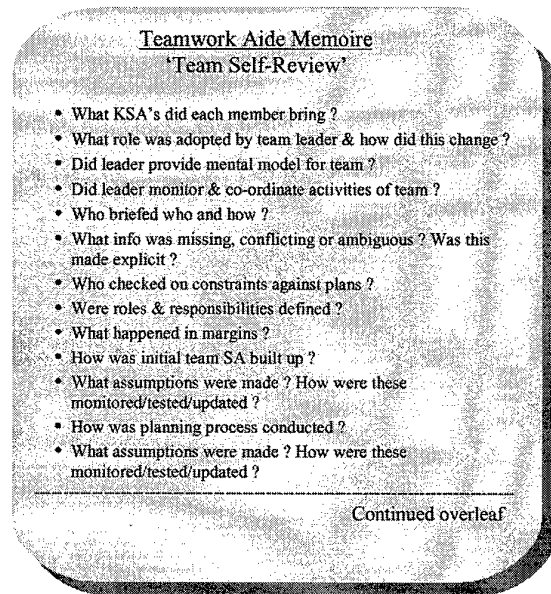 Teamwork Aide Memoire
'Team Self-Review'
• What KSA's did each member bring ?
• What role was adopted by team leader & how did this change ?
• Did leader provide mental model for team ?
• Did leader monitor & co-ordinate activities of team ?
• Who briefed who and how ?
• What info was missing, conflicting or ambiguous ? Was this
made explicit ?
• Who checked on constraints against plans ?
• Were roles & responsibilities defined ?
• What happened in margins ?
• How was initial team SA built up ?
• What assumptions were made ? How were these
monitored/tested/updated ?
• How was planning process conducted ?
• What assumptions were made ? How were these
monitored/tested/updated ?
Continued overleaf